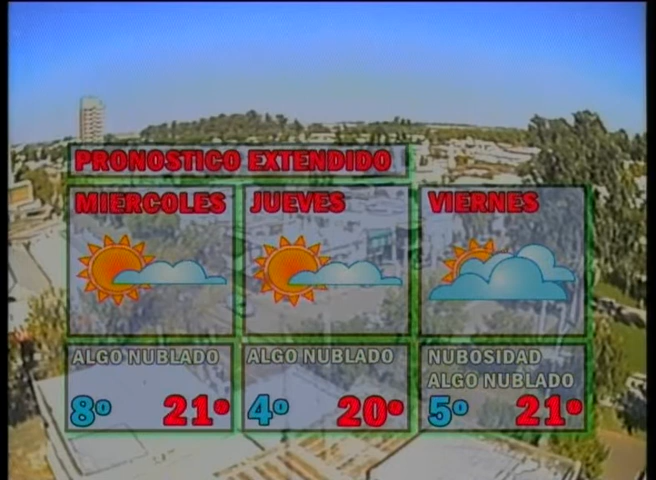 PRONOSTICO EXTENDIDO
MIERCOLES JUEVES VIERNES
ALGO NUBLADO ALGO NUBLADO NUBOSIDAD
ALGO NUBLADO
8º 21º 4º 20º 5º 21º